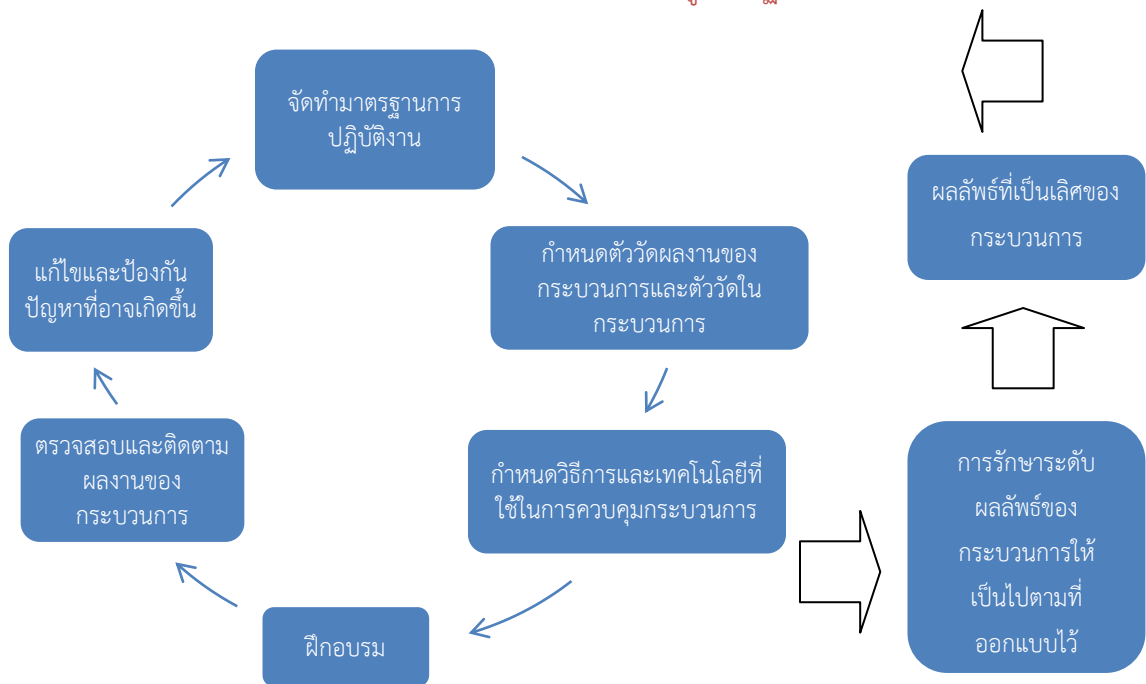 จัดทำมาตรฐานการ
ปฏิบัติงาน
กำหนดตัววัดผลงานของ
กระบวนการและตัววัดใน
กระบวนการ
กำหนดวิธีการและเทคโนโลยีที่
ใช้ในการควบคุมกระบวนการ
ฝึกอบรม
ตรวจสอบและติดตาม
ผลงานของ
กระบวนการ
แก้ไขและป้องกัน
ปัญหาที่อาจเกิดขึ้น
การรักษาระดับ
ผลลัพธ์ของ
กระบวนการให้
เป็นไปตามที่
ออกแบบไว้
ผลลัพธ์ที่เป็นเลิศของ
กระบวนการ